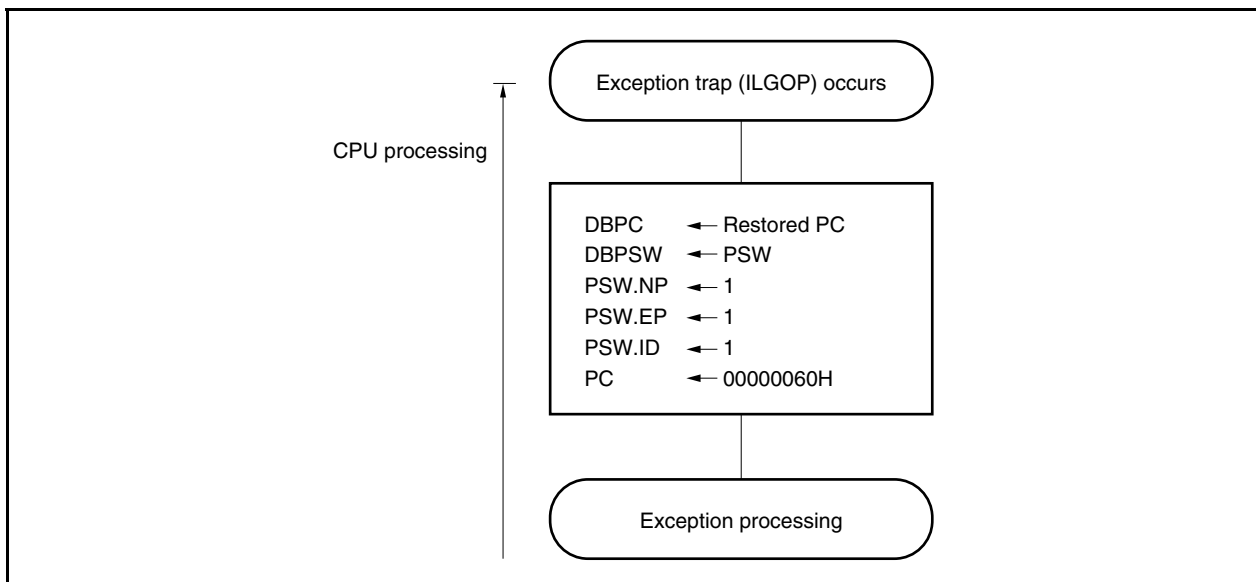 Exception trap (ILGOP) occurs
CPU processing
DBPC ← Restored PC
DBPSW ← PSW
PSW.NP ← 1
PSW.EP ← 1
PSW.ID ← 1
PC ← 00000060H
Exception processing